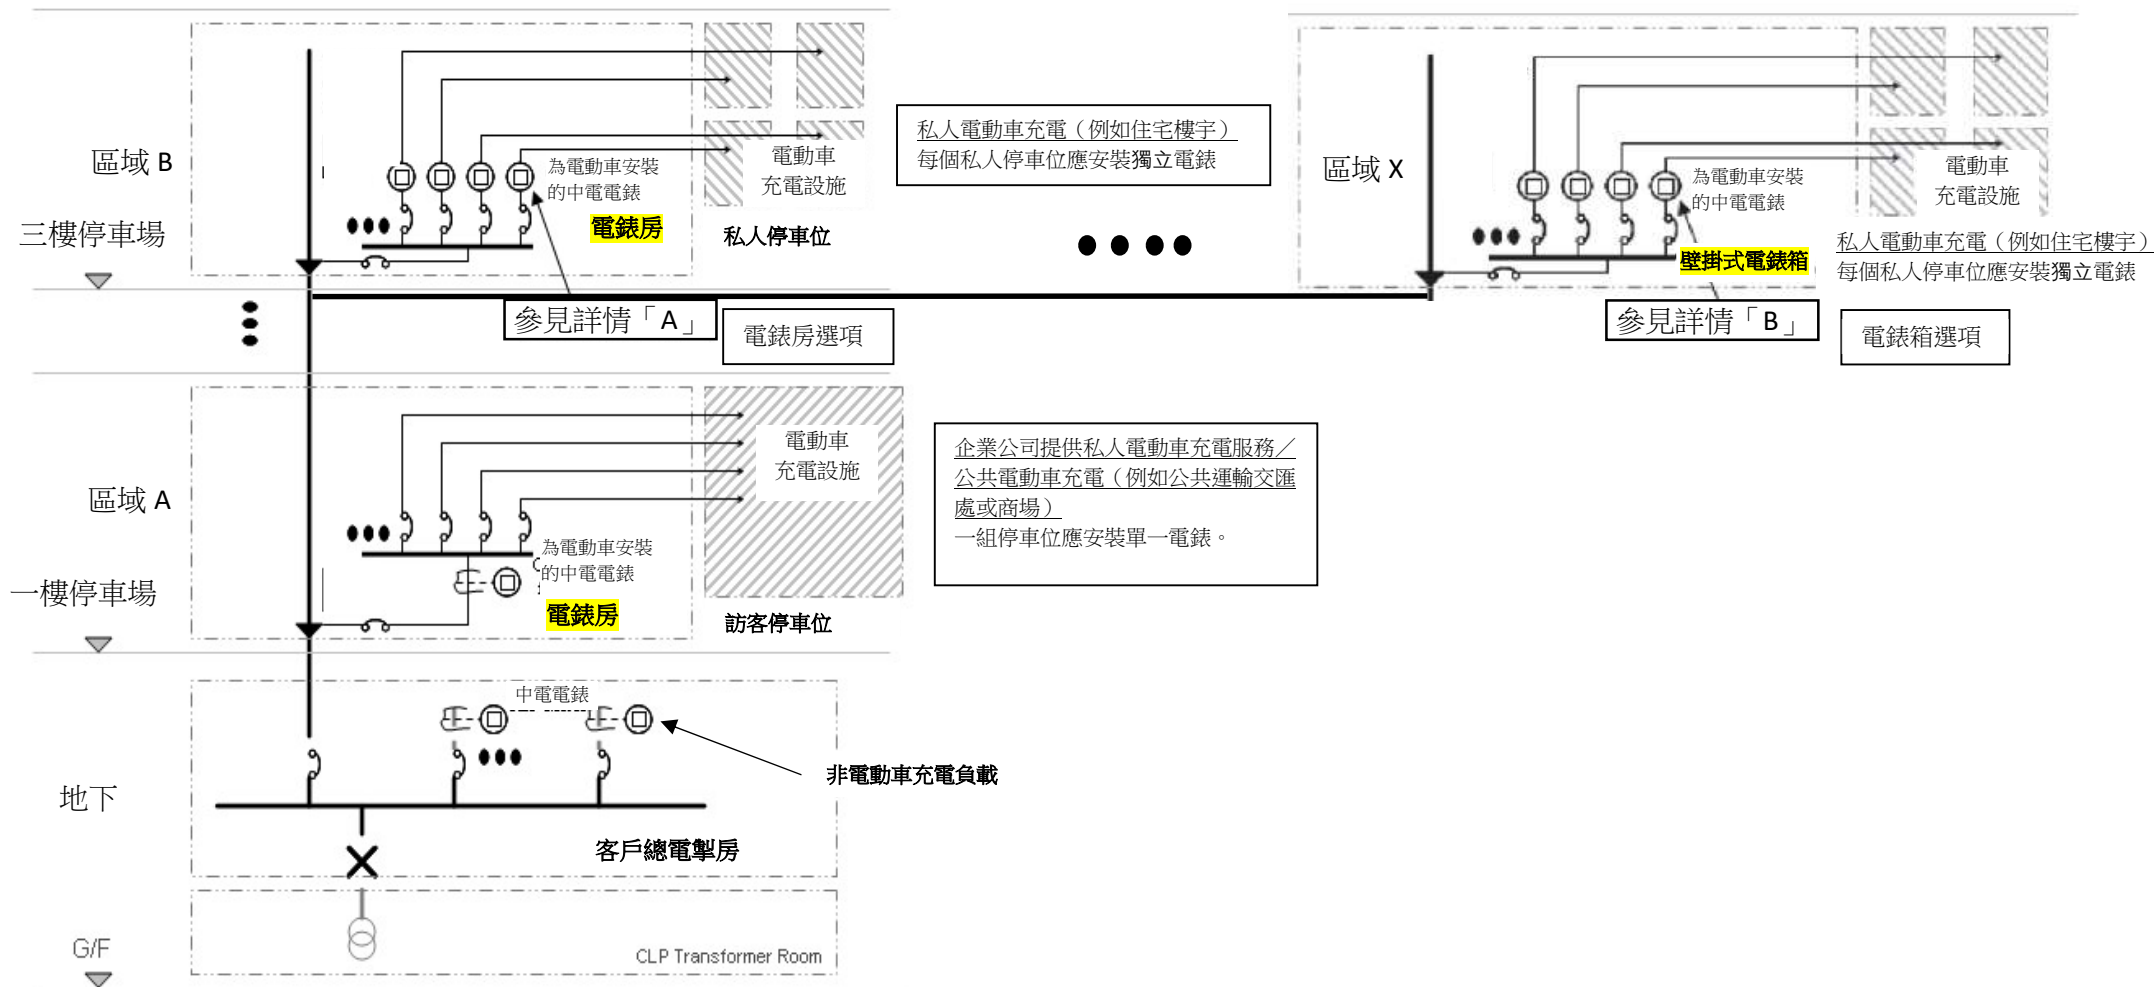 區域 B
三樓停車場
為電動車安裝
的中電電錶
電錶房
電動車
充電設施
私人停車位
私人電動車充電（例如住宅樓宇）
每個私人停車位應安裝獨立電錶
參見詳情「A」
電錶房選項
區域 X
為電動車安裝
的中電電錶
壁掛式電錶箱
電動車
充電設施
私人電動車充電（例如住宅樓宇）
每個私人停車位應安裝獨立電錶
參見詳情「B」
電錶箱選項
區域 A
一樓停車場
電動車
充電設施
為電動車安裝
的中電電錶
電錶房
訪客停車位
企業公司提供私人電動車充電服務／
公共電動車充電（例如公共運輸交匯
處或商場）
一組停車位應安裝單一電錶。
中電電錶
非電動車充電負載
地下
客戶總電掣房
G/F
CLP Transformer Room